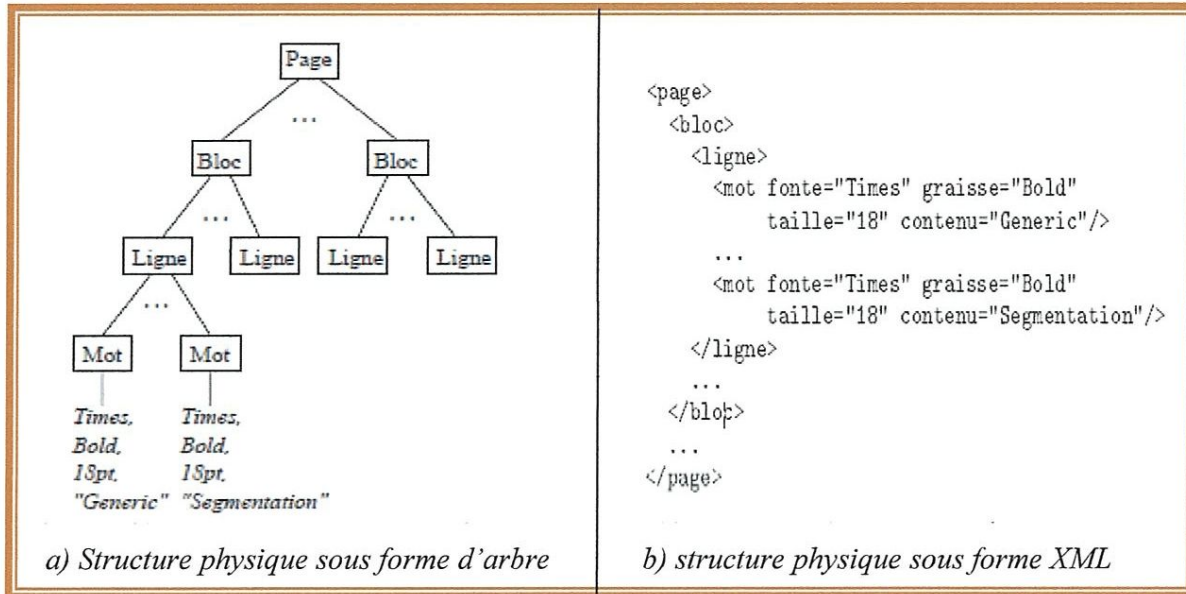 Page
...
Bloc
Bloc
...
...
Ligne
Ligne
Ligne
Ligne
...
Mot
Mot
Times,
Bold,
18pt,
"Generic"
Times,
Bold,
18pt,
"Segmentation"
a) Structure physique sous forme d'arbre
<page>
<bloc>
<ligne>
<mot fonte="Times" graisse="Bold"
taille="18" contenu="Generic"/>
...
<mot fonte="Times" graisse="Bold"
taille="18" contenu="Segmentation"/>
</ligne>
...
</bloc>
...
</page>
b) structure physique sous forme XML